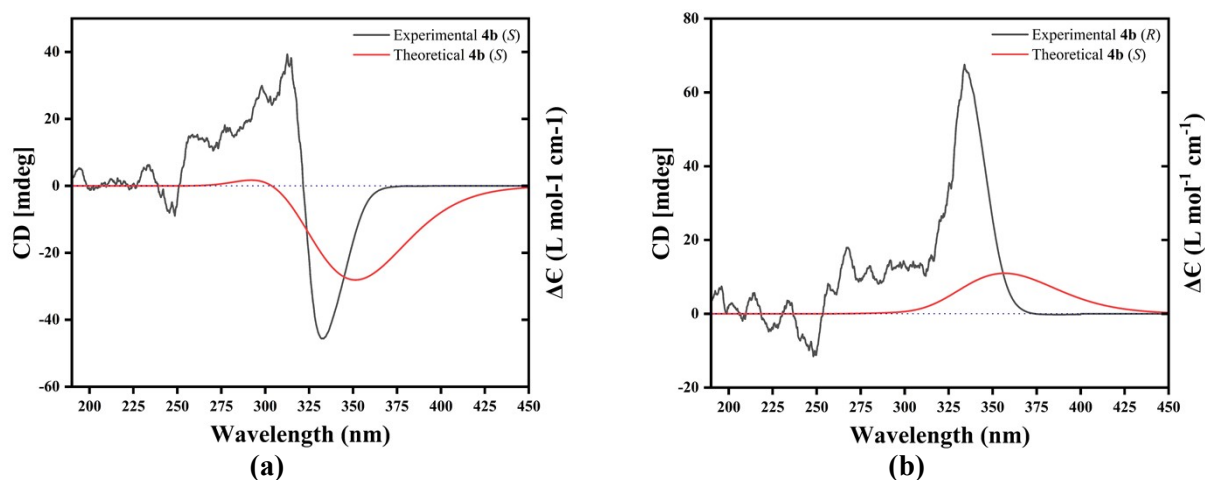 Experimental 4b (S)
Theoretical 4b (S)
CD [mdeg]
40
20
0
-20
-40
-60
200 225 250 275 300 325 350 375 400 425 450
Wavelength (nm)
ΔЄ (L mol-1 cm-1)
(a)
Experimental 4b (R)
Theoretical 4b (S)
CD [mdeg]
80
60
40
20
0
-20
200 225 250 275 300 325 350 375 400 425 450
Wavelength (nm)
ΔЄ (L mol⁻¹ cm⁻¹)
(b)